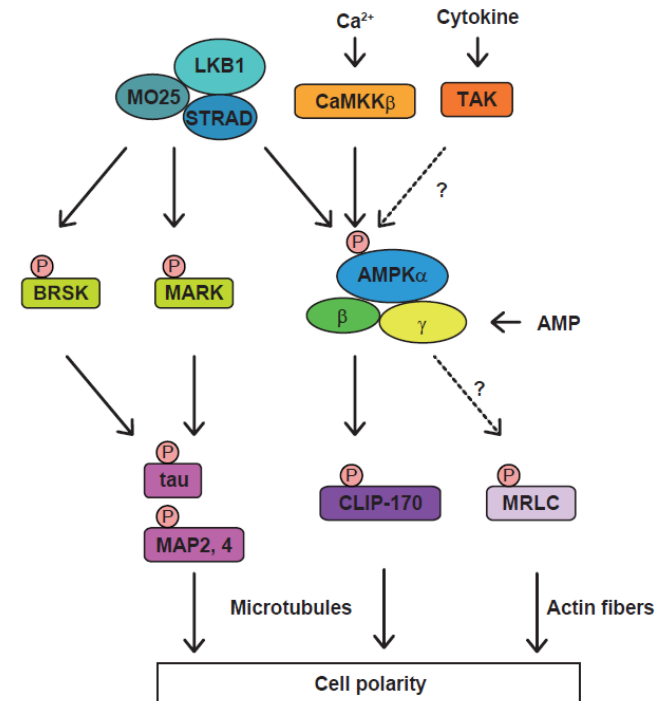 Ca²⁺
Cytokine
LKB1
MO25
STRAD
CaMKKβ
TAK
?
P
P
P
BRSK
MARK
AMPKα
β
γ
AMP
?
P
P
P
tau
CLIP-170
MRLC
P
MAP2, 4
Microtubules
Actin fibers
Cell polarity